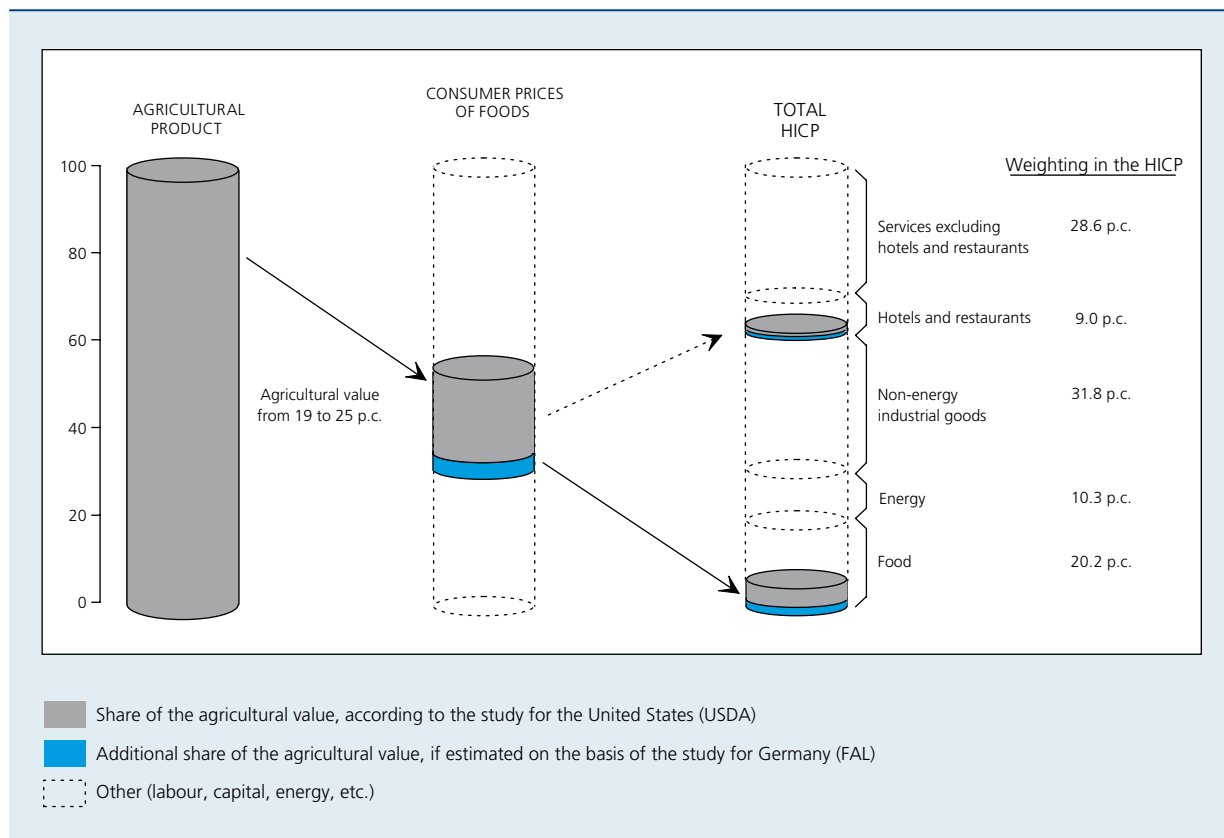 AGRICULTURAL
PRODUCT
CONSUMER PRICES
OF FOODS
TOTAL
HICP
Weighting in the HICP
100
80
60
40
20
0
Agricultural value
from 19 to 25 p.c.
Services excluding
hotels and restaurants
28.6 p.c.
Hotels and restaurants
9.0 p.c.
Non-energy
industrial goods
31.8 p.c.
Energy
10.3 p.c.
Food
20.2 p.c.
Share of the agricultural value, according to the study for the United States (USDA)
Additional share of the agricultural value, if estimated on the basis of the study for Germany (FAL)
Other (labour, capital, energy, etc.)